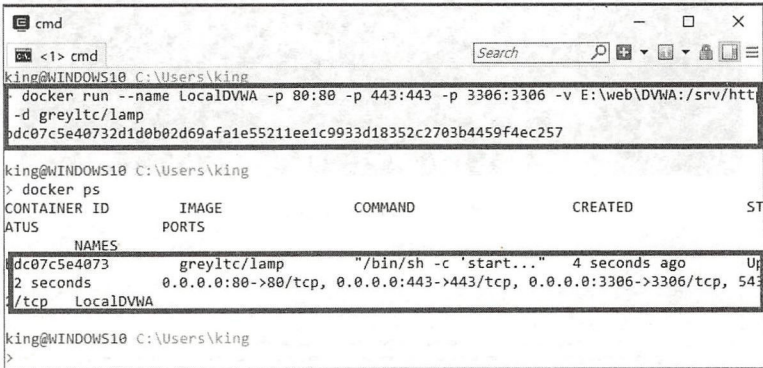 cmd
<1> cmd
Search
king@WINDOWS10 C:\Users\king
> docker run --name LocalDVWA -p 80:80 -p 443:443 -p 3306:3306 -v E:\web\DVWA:/srv/htt
-d greyltc/lamp
bdc07c5e40732d1d0b02d69afa1e55211ee1c9933d18352c2703b4459f4ec257
king@WINDOWS10 C:\Users\king
> docker ps
CONTAINER ID IMAGE COMMAND CREATED ST
ATUS PORTS
NAMES
bdc07c5e4073 greyltc/lamp "/bin/sh -c 'start..." 4 seconds ago Up
2 seconds 0.0.0.0:80->80/tcp, 0.0.0.0:443->443/tcp, 0.0.0.0:3306->3306/tcp, 543
2/tcp LocalDVWA
king@WINDOWS10 C:\Users\king
>